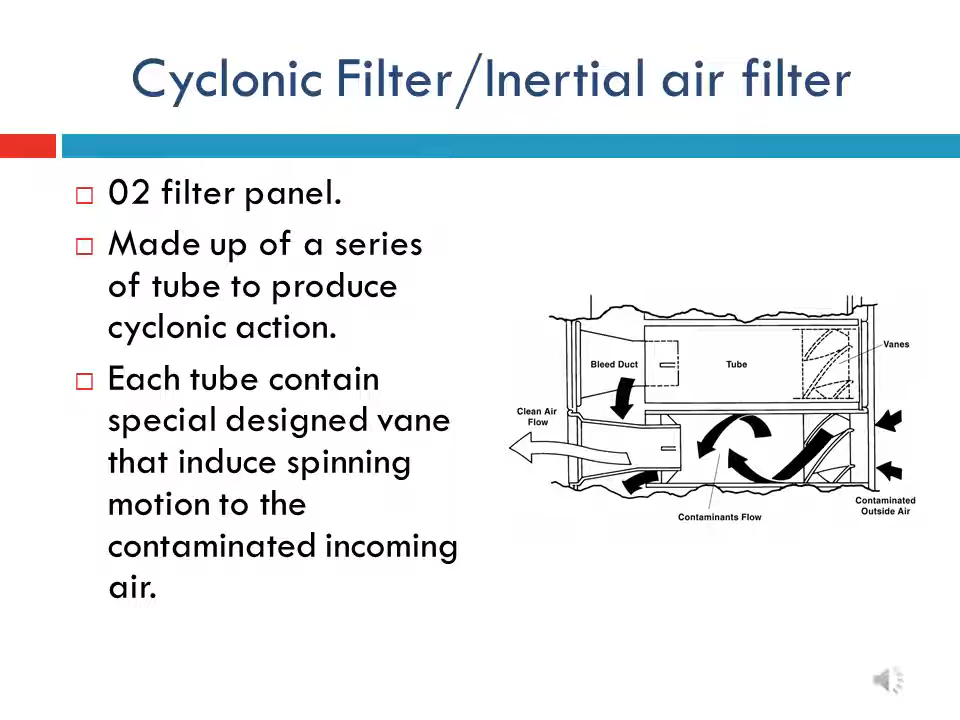 Cyclonic Filter/Inertial air filter
02 filter panel.
Made up of a series
of tube to produce
cyclonic action.
Each tube contain
special designed vane
that induce spinning
motion to the
contaminated incoming
air.
Vanes
Bleed Duct
Tube
Clean Air
Flow
Contaminated
Outside Air
Contaminants Flow